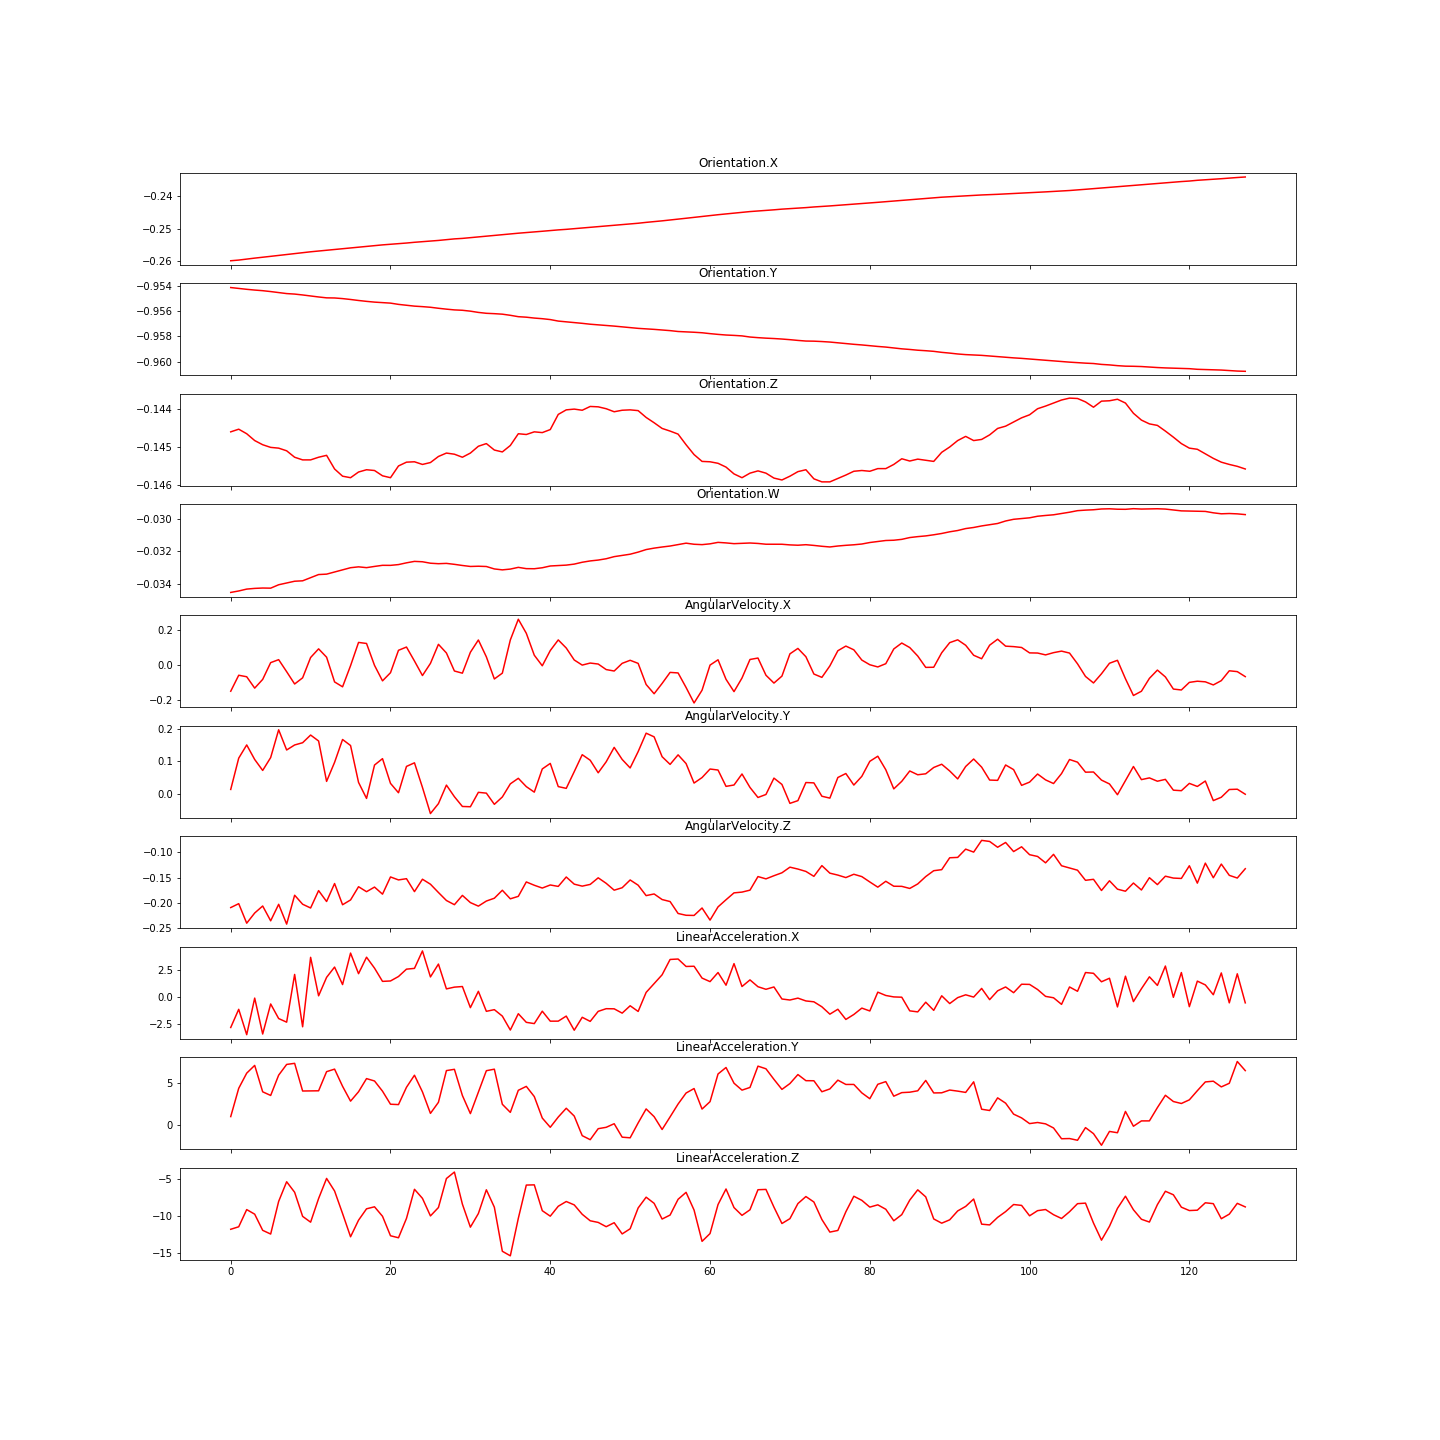 Orientation.X
−0.24
−0.25
−0.26
Orientation.Y
−0.954
−0.956
−0.958
−0.960
Orientation.Z
−0.144
−0.145
−0.146
Orientation.W
−0.030
−0.032
−0.034
AngularVelocity.X
0.2
0.0
−0.2
AngularVelocity.Y
0.2
0.1
0.0
AngularVelocity.Z
−0.10
−0.15
−0.20
−0.25
LinearAcceleration.X
2.5
0.0
−2.5
LinearAcceleration.Y
5
0
LinearAcceleration.Z
−5
−10
−15
0 20 40 60 80 100 120